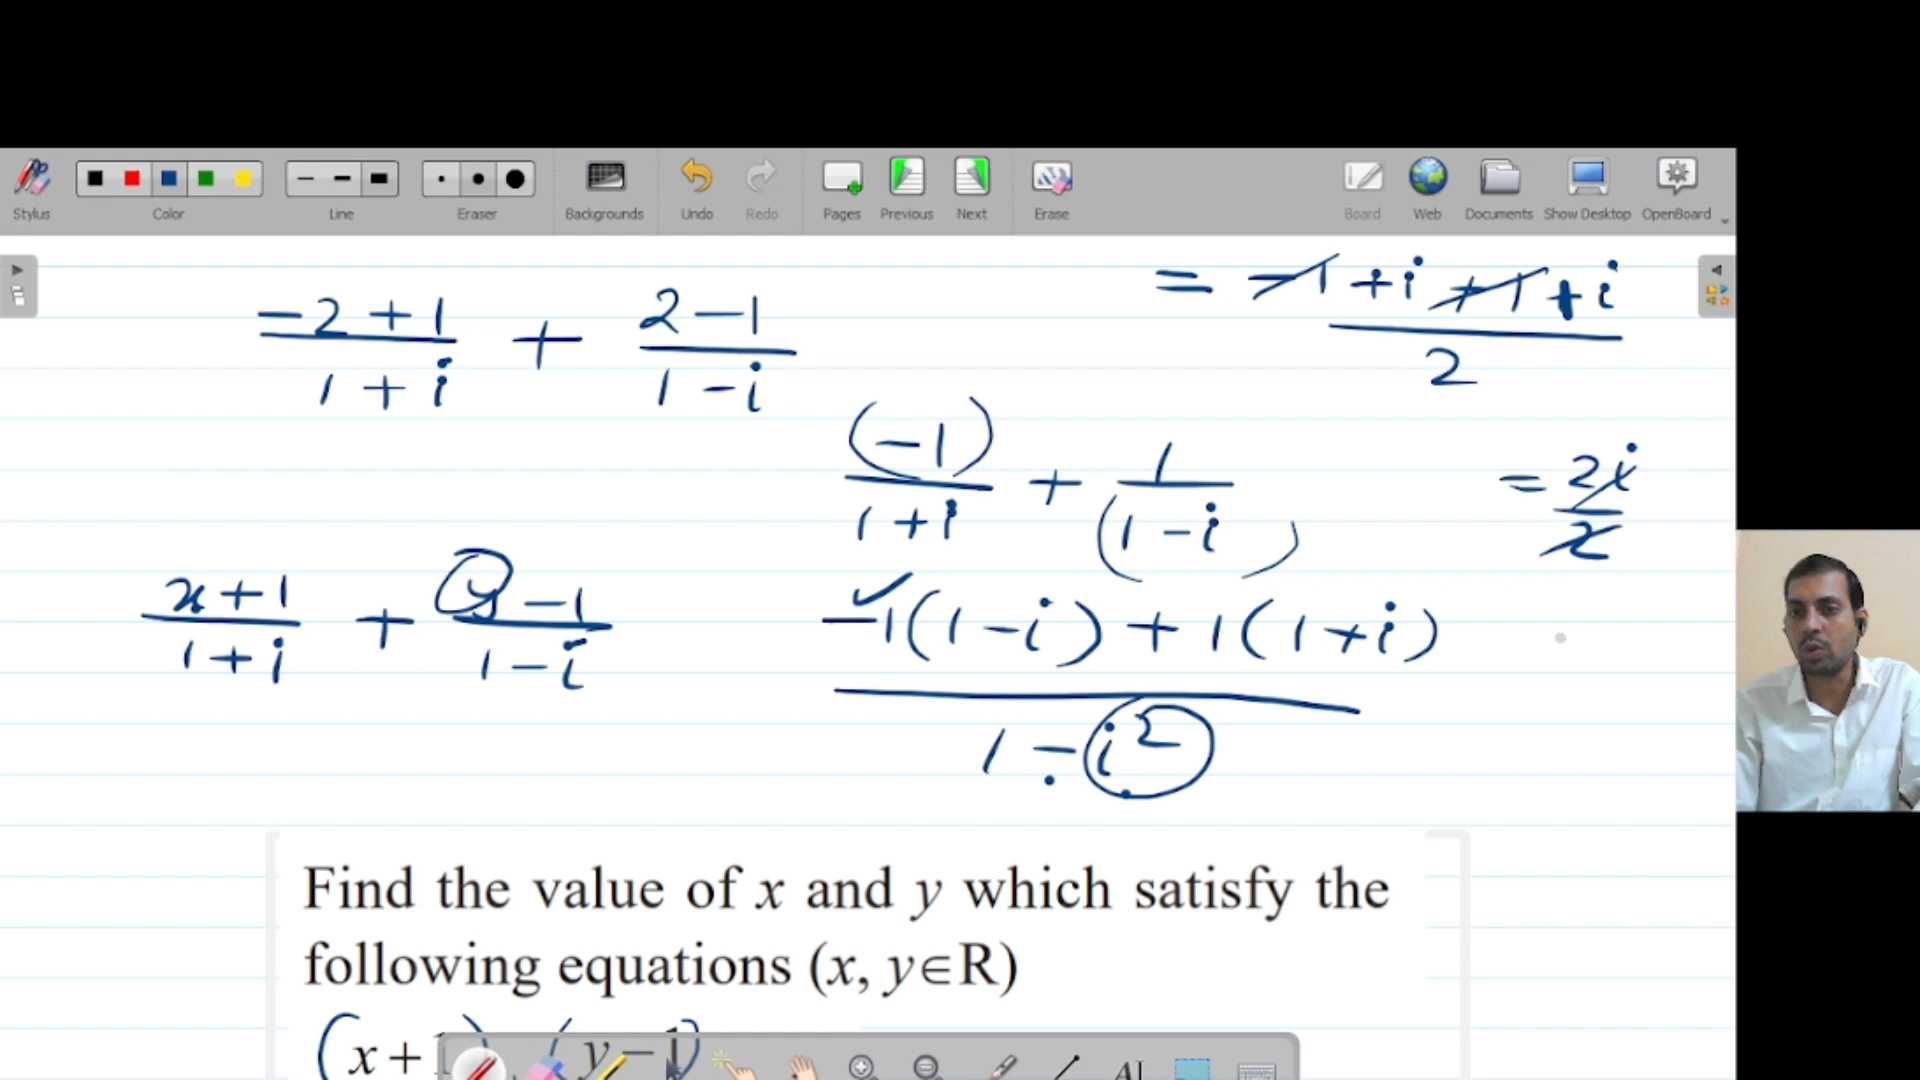 Stylus Color Line Eraser Backgrounds Undo Redo Pages Previous Next Erase Board Web Documents Show Desktop OpenBoard
= -1 + i + 1 + i / 2
-2 + 1 / 1 + i + 2 - 1 / 1 - i
(-1) / 1 + i + 1 / (1 - i)
= 2i / 2
x + 1 / 1 + i + y - 1 / 1 - i
-1(1 - i) + 1(1 + i) / 1 - i²
Find the value of x and y which satisfy the
following equations (x, y∈R)
(x + 1) (y − 1)